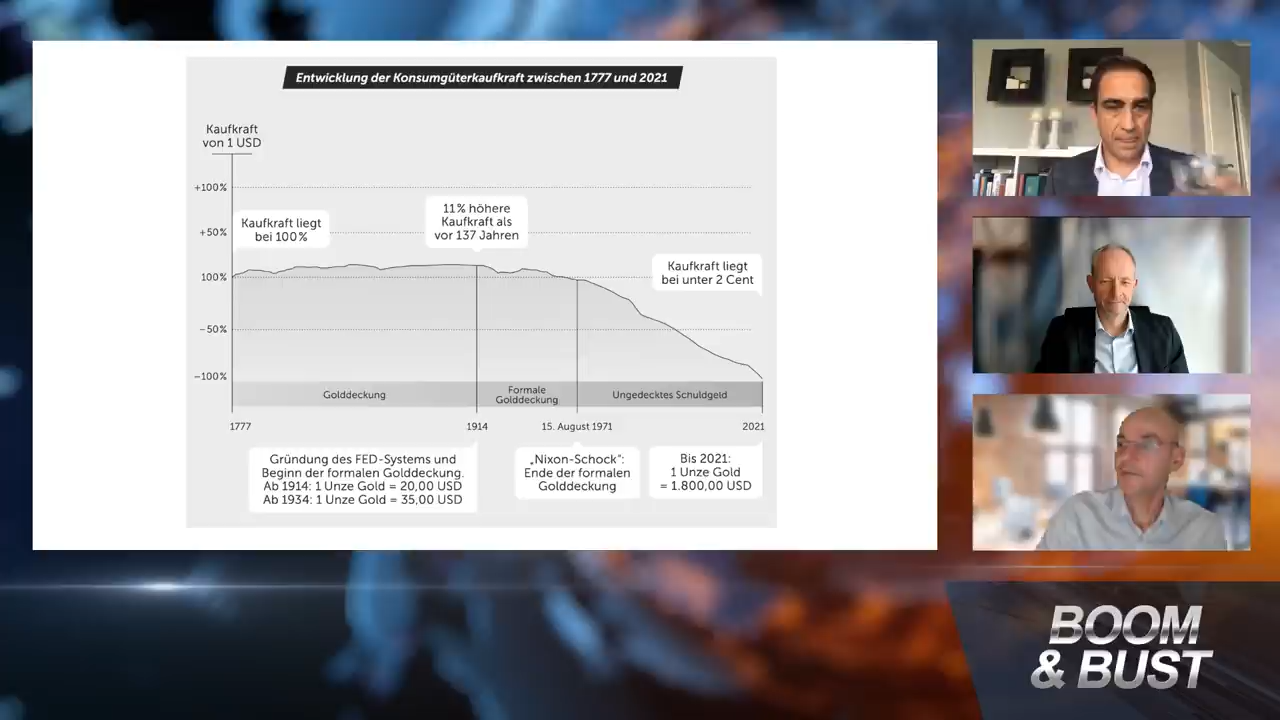 Entwicklung der Konsumgüterkaufkraft zwischen 1777 und 2021
Kaufkraft
von 1 USD
+100%
+50%
100%
−50%
−100%
Kaufkraft liegt
bei 100%
11% höhere
Kaufkraft als
vor 137 Jahren
Kaufkraft liegt
bei unter 2 Cent
Golddeckung
Formale
Golddeckung
Ungedecktes Schuldgeld
1777
1914
15. August 1971
2021
Gründung des FED-Systems und
Beginn der formalen Golddeckung.
Ab 1914: 1 Unze Gold = 20,00 USD
Ab 1934: 1 Unze Gold = 35,00 USD
„Nixon-Schock“:
Ende der formalen
Golddeckung
Bis 2021:
1 Unze Gold
= 1.800,00 USD
BOOM
& BUST